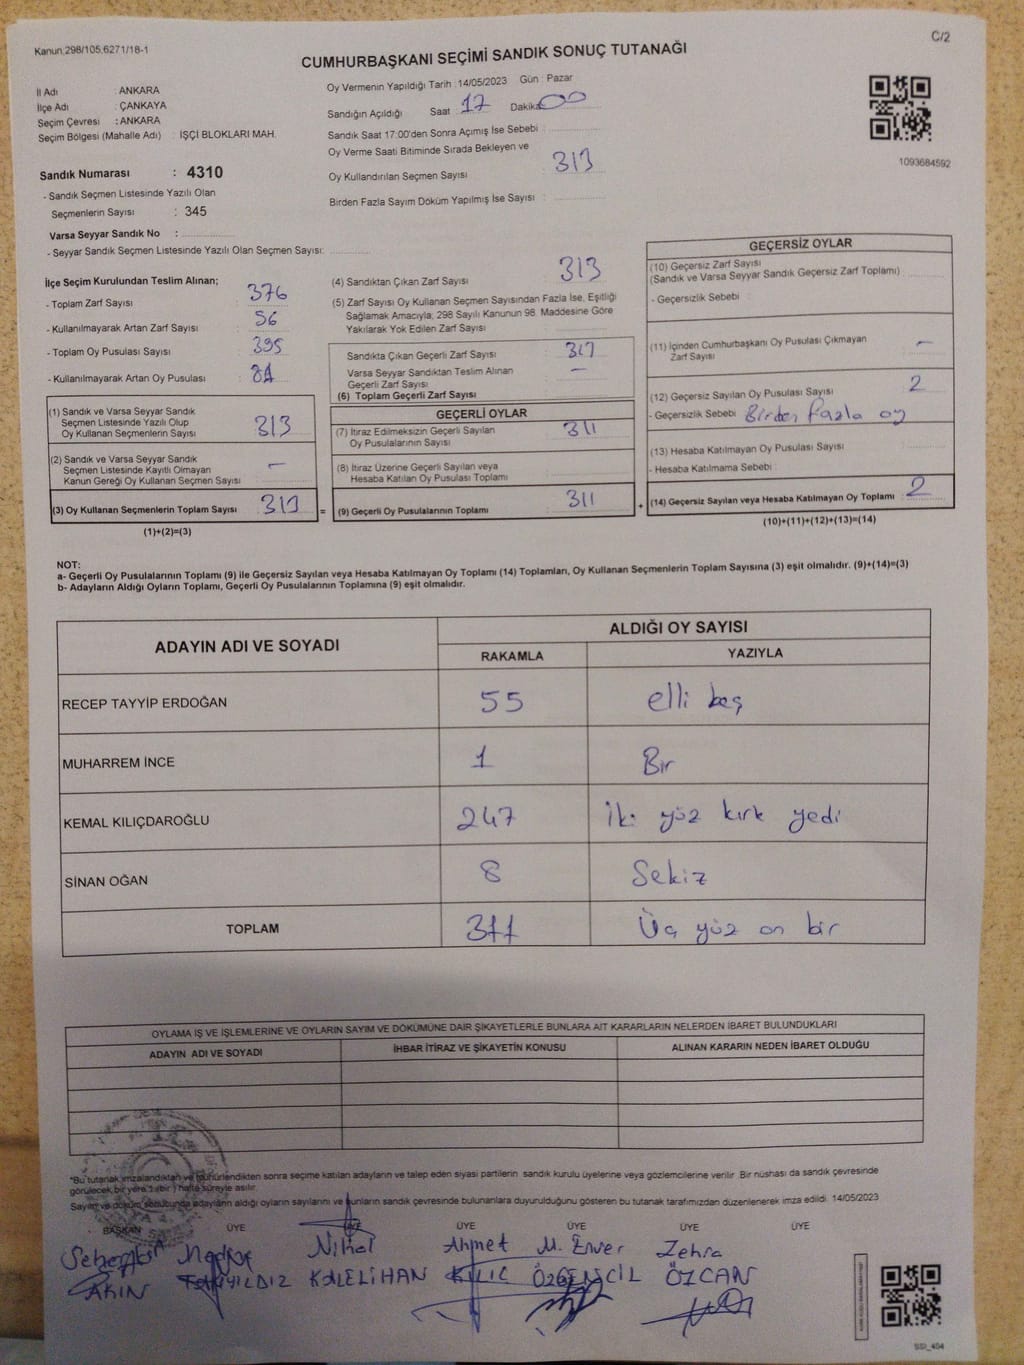 Kanun;298/105.6271/18-1
C/2
CUMHURBAŞKANI SEÇİMİ SANDIK SONUÇ TUTANAĞI
İl Adı : ANKARA
İlçe Adı : ÇANKAYA
Seçim Çevresi : ANKARA
Seçim Bölgesi (Mahalle Adı) : İŞÇİ BLOKLARI MAH.
Sandık Numarası : 4310
- Sandık Seçmen Listesinde Yazılı Olan
Seçmenlerin Sayısı : 345
Varsa Seyyar Sandık No :
- Seyyar Sandık Seçmen Listesinde Yazılı Olan Seçmen Sayısı:
Oy Vermenin Yapıldığı Tarih : 14/05/2023 Gün : Pazar
Sandığın Açıldığı Saat 17 Dakika 00
Sandık Saat 17:00'den Sonra Açımış İse Sebebi :
Oy Verme Saati Bitiminde Sırada Bekleyen ve
Oy Kullandırılan Seçmen Sayısı : 313
Birden Fazla Sayım Döküm Yapılmış İse Sayısı :
1093684592
İlçe Seçim Kurulundan Teslim Alınan;
- Toplam Zarf Sayısı : 376
- Kullanılmayarak Artan Zarf Sayısı : 56
- Toplam Oy Pusulası Sayısı : 395
- Kullanılmayarak Artan Oy Pusulası : 81
(1) Sandık ve Varsa Seyyar Sandık
Seçmen Listesinde Yazılı Olup
Oy Kullanan Seçmenlerin Sayısı : 313
(2) Sandık ve Varsa Seyyar Sandık
Seçmen Listesinde Kayıtlı Olmayan
Kanun Gereği Oy Kullanan Seçmen Sayısı : -
(3) Oy Kullanan Seçmenlerin Toplam Sayısı : 313
(1)+(2)=(3)
(4) Sandıktan Çıkan Zarf Sayısı : 313
(5) Zarf Sayısı Oy Kullanan Seçmen Sayısından Fazla İse, Eşitliği
Sağlamak Amacıyla; 298 Sayılı Kanunun 98. Maddesine Göre
Yakılarak Yok Edilen Zarf Sayısı :
Sandıkta Çıkan Geçerli Zarf Sayısı : 313
Varsa Seyyar Sandıktan Teslim Alınan
Geçerli Zarf Sayısı : -
(6) Toplam Geçerli Zarf Sayısı :
=
GEÇERLİ OYLAR
(7) İtiraz Edilmeksizin Geçerli Sayılan
Oy Pusulalarının Sayısı : 311
(8) İtiraz Üzerine Geçerli Sayılan veya
Hesaba Katılan Oy Pusulası Toplamı :
(9) Geçerli Oy Pusulalarının Toplamı : 311
+
GEÇERSİZ OYLAR
(10) Geçersiz Zarf Sayısı
(Sandık ve Varsa Seyyar Sandık Geçersiz Zarf Toplamı) :
- Geçersizlik Sebebi :
(11) İçinden Cumhurbaşkanı Oy Pusulası Çıkmayan
Zarf Sayısı : -
(12) Geçersiz Sayılan Oy Pusulası Sayısı : 2
- Geçersizlik Sebebi : Birden fazla oy
(13) Hesaba Katılmayan Oy Pusulası Sayısı :
- Hesaba Katılmama Sebebi :
(14) Geçersiz Sayılan veya Hesaba Katılmayan Oy Toplamı : 2
(10)+(11)+(12)+(13)=(14)
NOT:
a- Geçerli Oy Pusulalarının Toplamı (9) ile Geçersiz Sayılan veya Hesaba Katılmayan Oy Toplamı (14) Toplamları, Oy Kullanan Seçmenlerin Toplam Sayısına (3) eşit olmalıdır. (9)+(14)=(3)
b- Adayların Aldığı Oyların Toplamı, Geçerli Oy Pusulalarının Toplamına (9) eşit olmalıdır.
ADAYIN ADI VE SOYADI
ALDIĞI OY SAYISI
RAKAMLA YAZIYLA
RECEP TAYYİP ERDOĞAN 55 elli beş
MUHARREM İNCE 1 Bir
KEMAL KILIÇDAROĞLU 247 iki yüz kırk yedi
SİNAN OĞAN 8 Sekiz
TOPLAM 311 Üç yüz on bir
OYLAMA İŞ VE İŞLEMLERİNE VE OYLARIN SAYIM VE DÖKÜMÜNE DAİR ŞİKAYETLERLE BUNLARA AİT KARARLARIN NELERDEN İBARET BULUNDUKLARI
ADAYIN ADI VE SOYADI İHBAR İTİRAZ VE ŞİKAYETİN KONUSU ALINAN KARARIN NEDEN İBARET OLDUĞU
"Bu tutanak imzalandıktan ve mühürlendikten sonra seçime katılan adayların ve talep eden siyasi partilerin sandık kurulu üyelerine veya gözlemcilerine verilir. Bir nüshası da sandık çevresinde
görülecek bir yere 1 (bir) hafta süreyle asılır.
Sayım ve döküm sonucunda adayların aldığı oyların sayılarını ve bunların sandık çevresinde bulunanlara duyurulduğunu gösteren bu tutanak tarafımızdan düzenlenerek imza edildi. 14/05/2023
BAŞKAN ÜYE ÜYE ÜYE ÜYE ÜYE ÜYE
Nihal Ahmet M. Enver Zehra
AKIN KALELİHAN KILIÇ ÖZGENCİL ÖZCAN
SSI_404